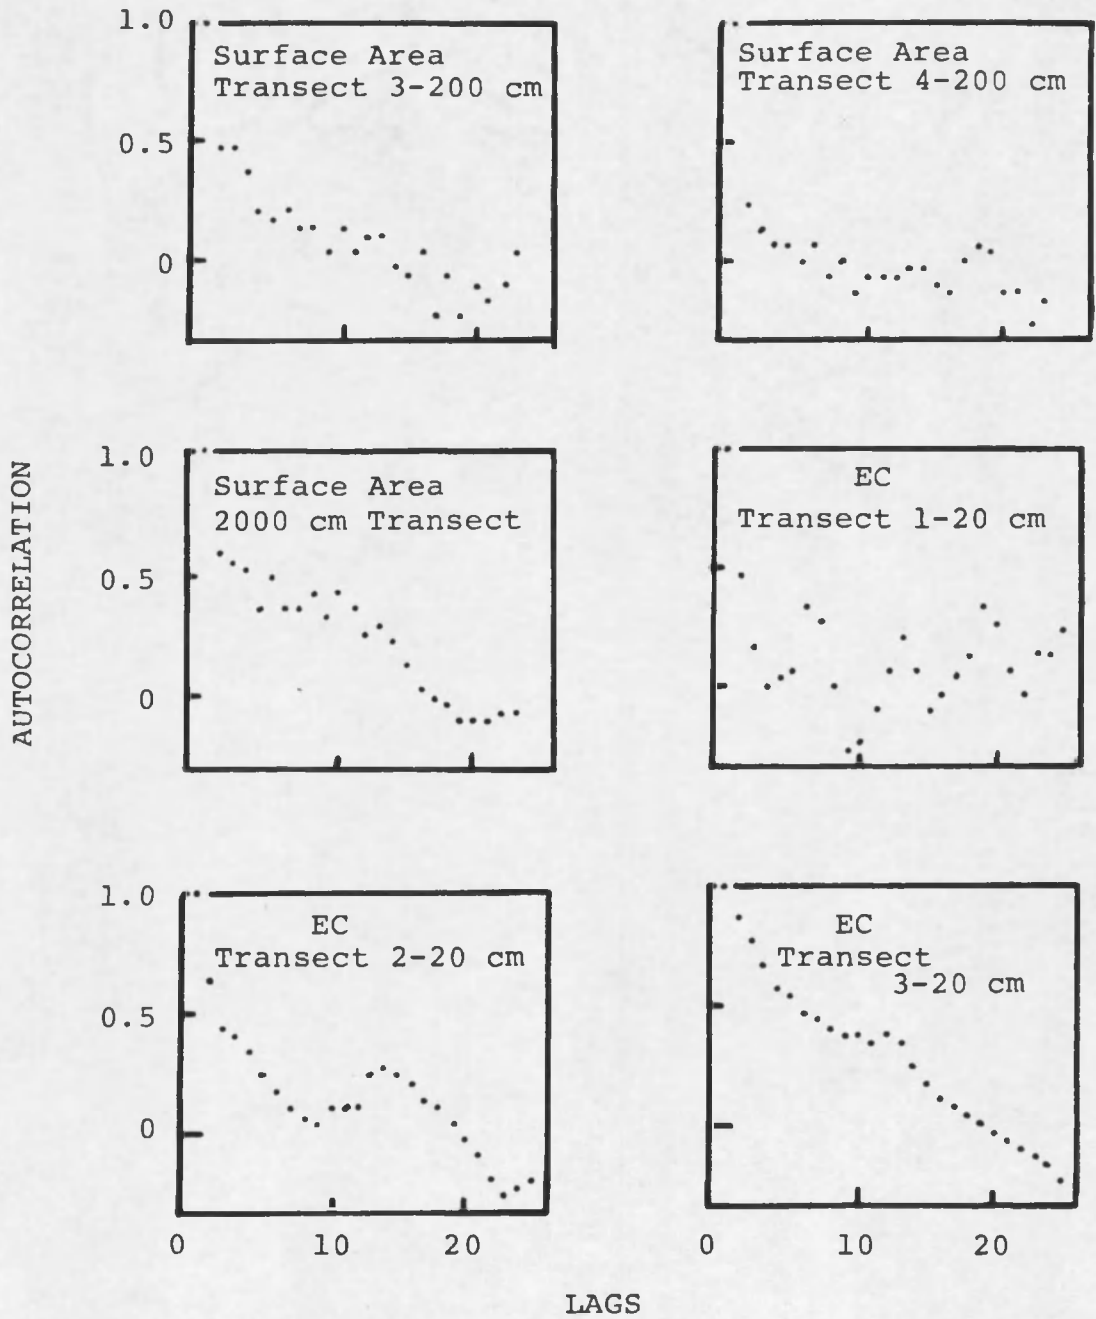 1.0
0.5
0
Surface Area
Transect 3-200 cm
Surface Area
Transect 4-200 cm
AUTOCORRELATION
1.0
0.5
0
Surface Area
2000 cm Transect
EC
Transect 1-20 cm
1.0
0.5
0
EC
Transect 2-20 cm
EC
Transect
3-20 cm
0 10 20
0 10 20
LAGS